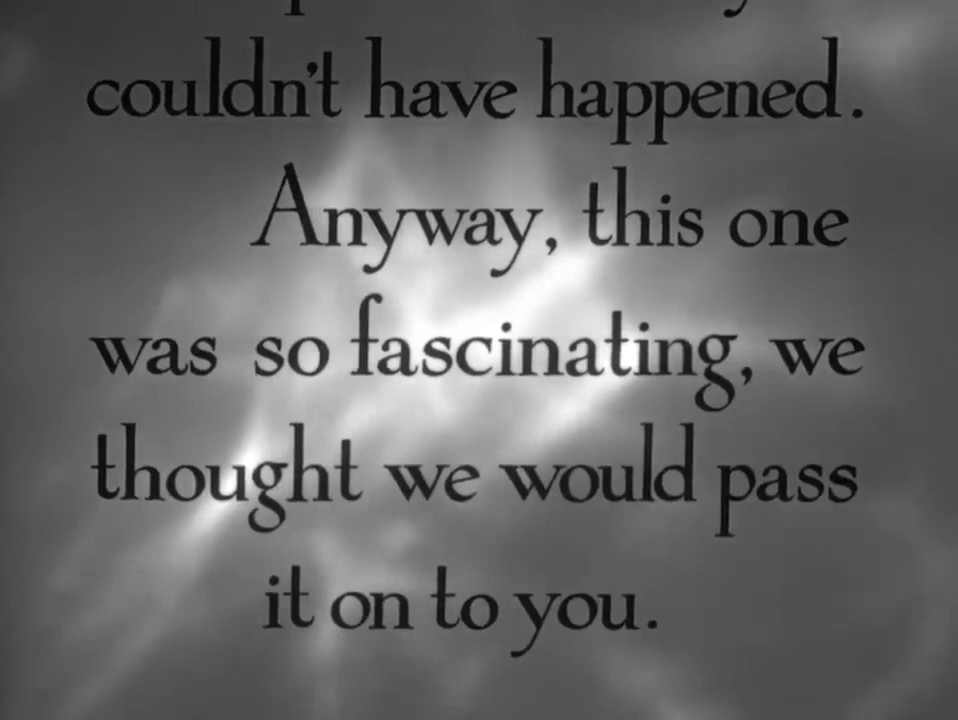 couldn't have happened.
Anyway, this one
was so fascinating, we
thought we would pass
it on to you.